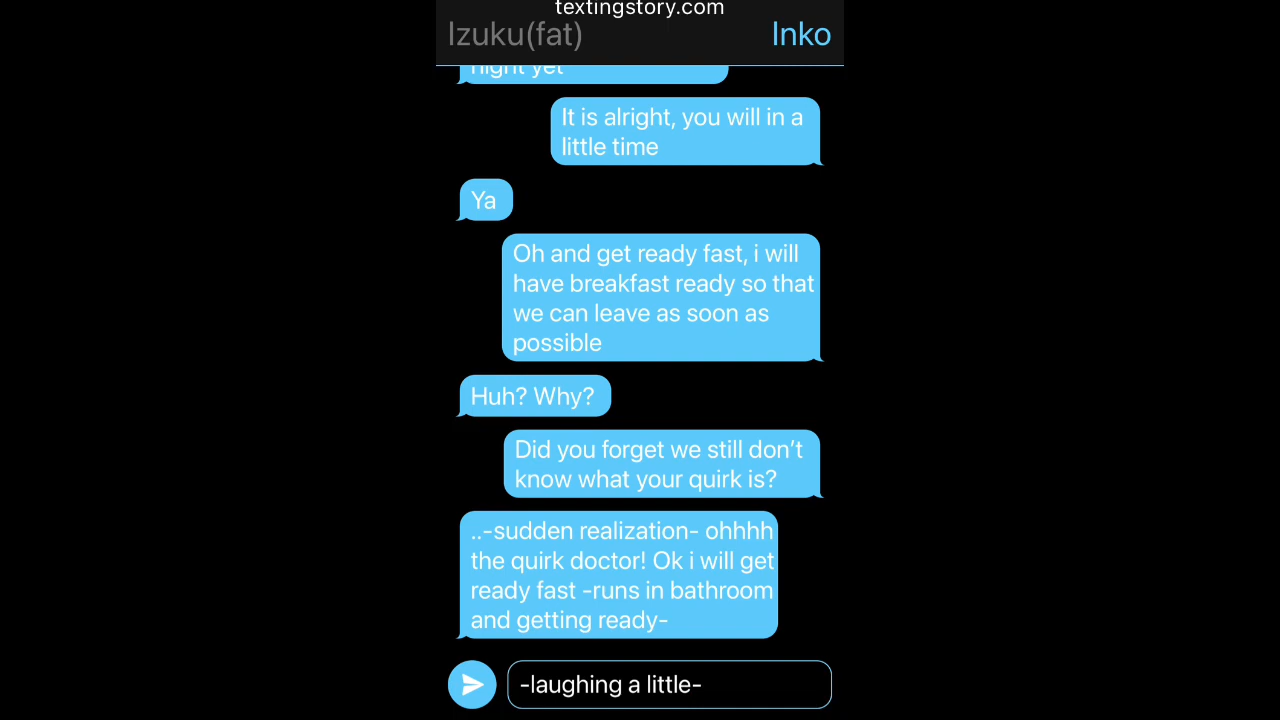 textingstory.com
Izuku(fat)
Inko
night yet
It is alright, you will in a
little time
Ya
Oh and get ready fast, i will
have breakfast ready so that
we can leave as soon as
possible
Huh? Why?
Did you forget we still don’t
know what your quirk is?
..-sudden realization- ohhhh
the quirk doctor! Ok i will get
ready fast -runs in bathroom
and getting ready-
-laughing a little-